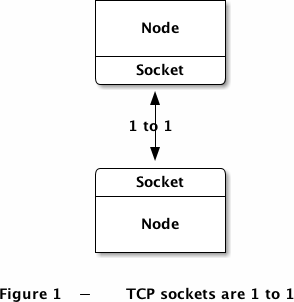 Node
Socket
1 to 1
Socket
Node
Figure 1 — TCP sockets are 1 to 1